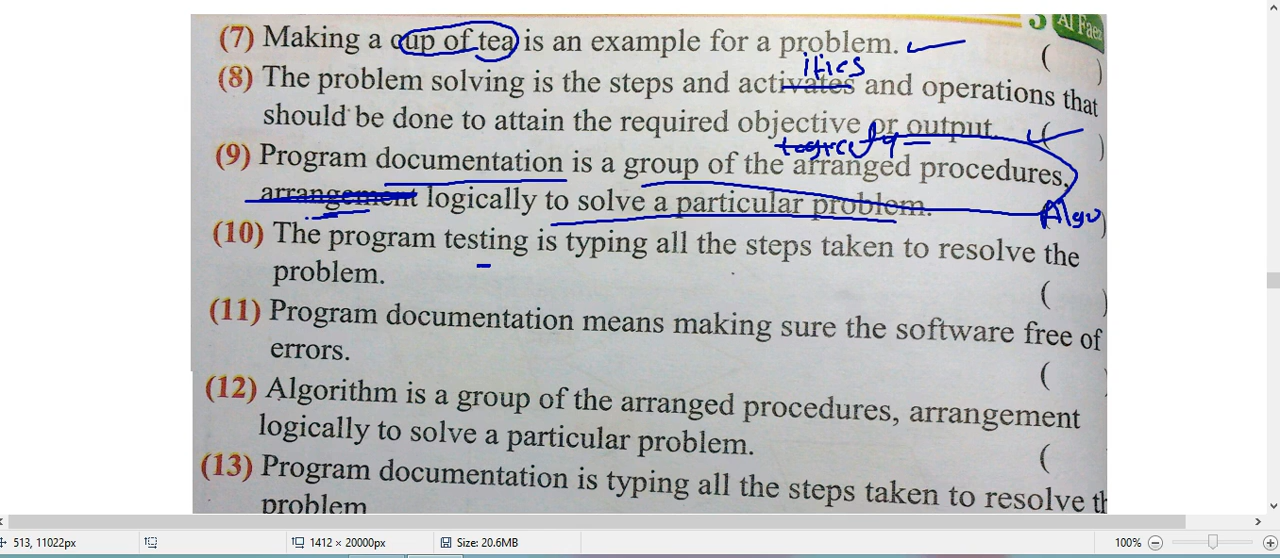 5 Al Faez
(7) Making a cup of tea is an example for a problem. ( )
ities
(8) The problem solving is the steps and activates and operations that
should be done to attain the required objective or output. ( )
(9) Program documentation is a group of the arranged procedures,
arrangement logically to solve a particular problem. Algo )
(10) The program testing is typing all the steps taken to resolve the
problem. ( )
(11) Program documentation means making sure the software free of
errors. (
(12) Algorithm is a group of the arranged procedures, arrangement
logically to solve a particular problem. (
(13) Program documentation is typing all the steps taken to resolve th
problem
513, 11022px 1412 × 20000px Size: 20.6MB 100%